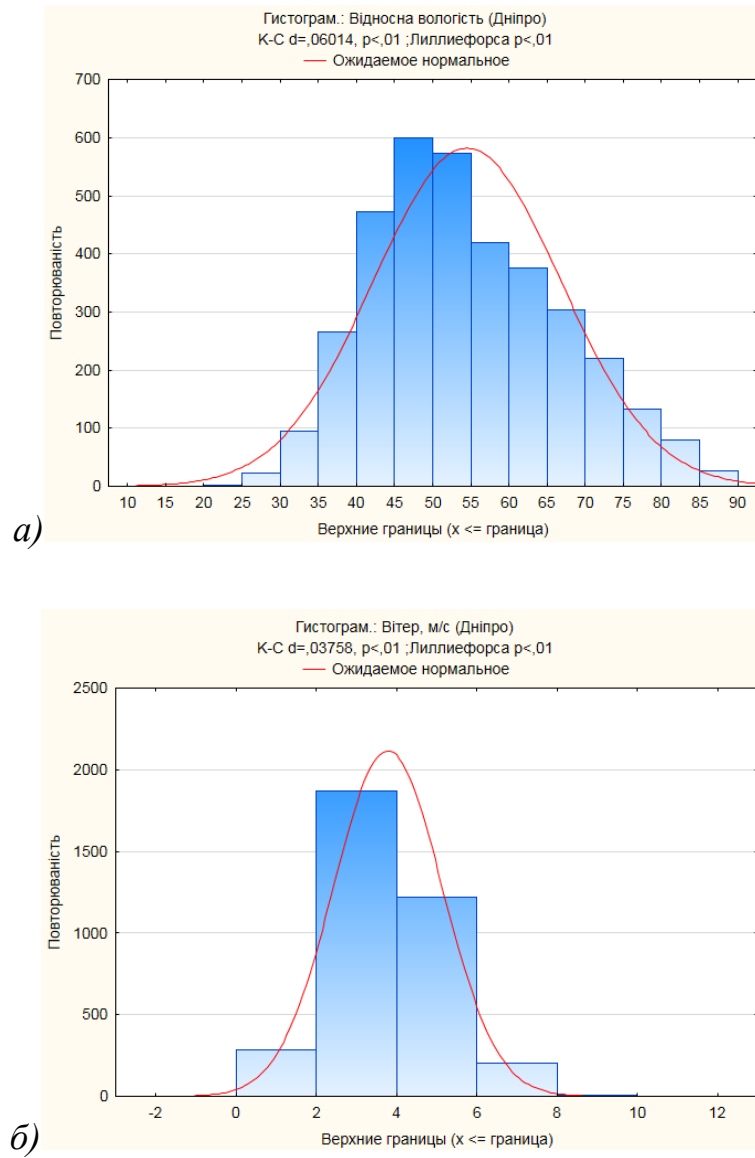 Гистограм.: Відносна вологість (Дніпро)
K-C d=,06014, p<,01 ;Лиллиефорса p<,01
Ожидаемое нормальное
700
600
500
400
300
200
100
0
Повторюваність
10 15 20 25 30 35 40 45 50 55 60 65 70 75 80 85 90
Верхние границы (x <= граница)
а)
Гистограм.: Вітер, м/с (Дніпро)
K-C d=,03758, p<,01 ;Лиллиефорса p<,01
Ожидаемое нормальное
2500
2000
1500
1000
500
0
Повторюваність
-2 0 2 4 6 8 10 12
Верхние границы (x <= граница)
б)